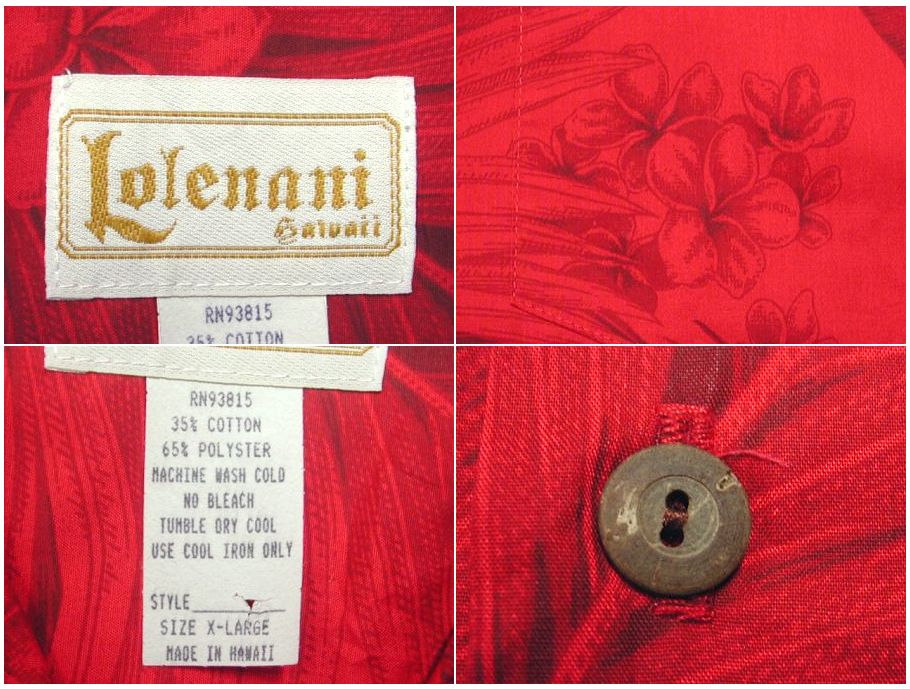 Lolenani
Hawaii
RN93815
35% COTTON
RN93815
35% COTTON
65% POLYSTER
MACHINE WASH COLD
NO BLEACH
TUMBLE DRY COOL
USE COOL IRON ONLY
STYLE
SIZE X-LARGE
MADE IN HAWAII